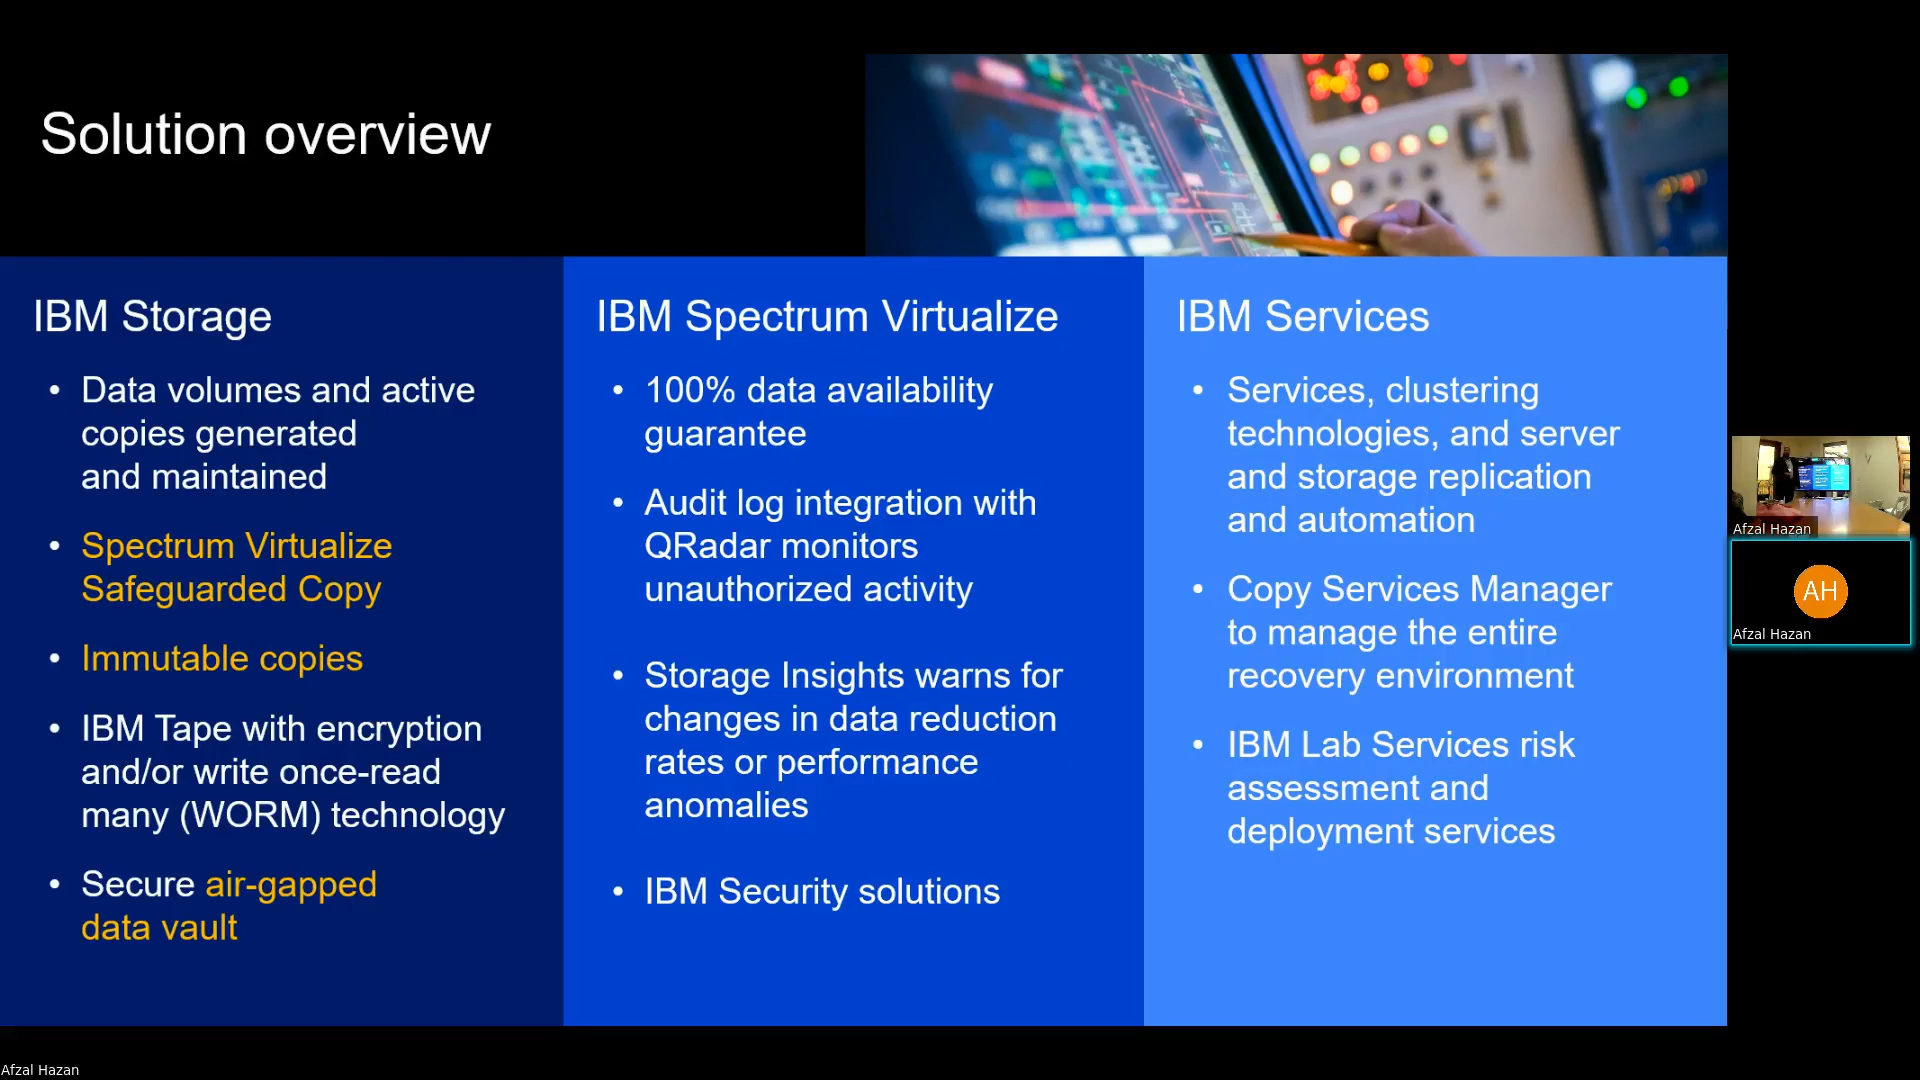 Solution overview
IBM Storage
• Data volumes and active
copies generated
and maintained
• Spectrum Virtualize
Safeguarded Copy
• Immutable copies
• IBM Tape with encryption
and/or write once-read
many (WORM) technology
• Secure air-gapped
data vault
IBM Spectrum Virtualize
• 100% data availability
guarantee
• Audit log integration with
QRadar monitors
unauthorized activity
• Storage Insights warns for
changes in data reduction
rates or performance
anomalies
• IBM Security solutions
IBM Services
• Services, clustering
technologies, and server
and storage replication
and automation
• Copy Services Manager
to manage the entire
recovery environment
• IBM Lab Services risk
assessment and
deployment services
Afzal Hazan
AH
Afzal Hazan
Afzal Hazan